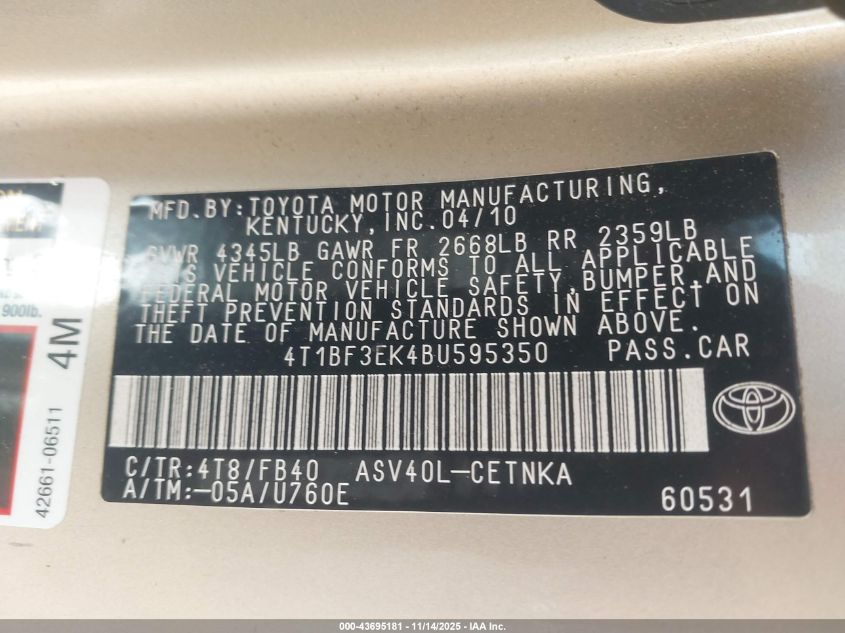 MFD.BY:TOYOTA MOTOR MANUFACTURING,
KENTUCKY,INC.04/10
GVWR 4345LB GAWR FR 2668LB RR 2359LB
THIS VEHICLE CONFORMS TO ALL APPLICABLE
FEDERAL MOTOR VEHICLE SAFETY,BUMPER,AND
THEFT PREVENTION STANDARDS IN EFFECT ON
THE DATE OF MANUFACTURE SHOWN ABOVE.
4T1BF3EK4BU595350 PASS.CAR
C/TR:4T8/FB40 ASV40L-CETNKA
A/TM:-05A/U760E 60531
900lb.
4M
42661-06511
000-43695181 - 11/14/2025 - IAA Inc.